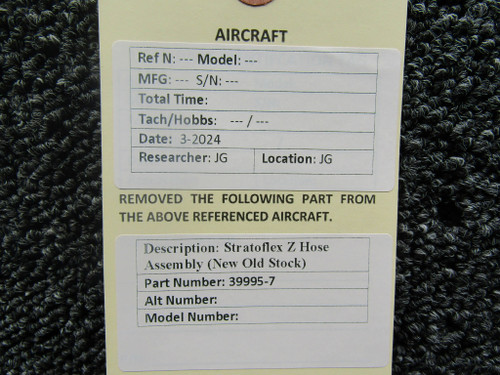 AIRCRAFT
Ref N: --- Model: ---
MFG: --- S/N: ---
Total Time:
Tach/Hobbs: --- / ---
Date: 3-2024
Researcher: JG Location: JG
REMOVED THE FOLLOWING PART FROM
THE ABOVE REFERENCED AIRCRAFT.
Description: Stratoflex Z Hose
Assembly (New Old Stock)
Part Number: 39995-7
Alt Number:
Model Number: